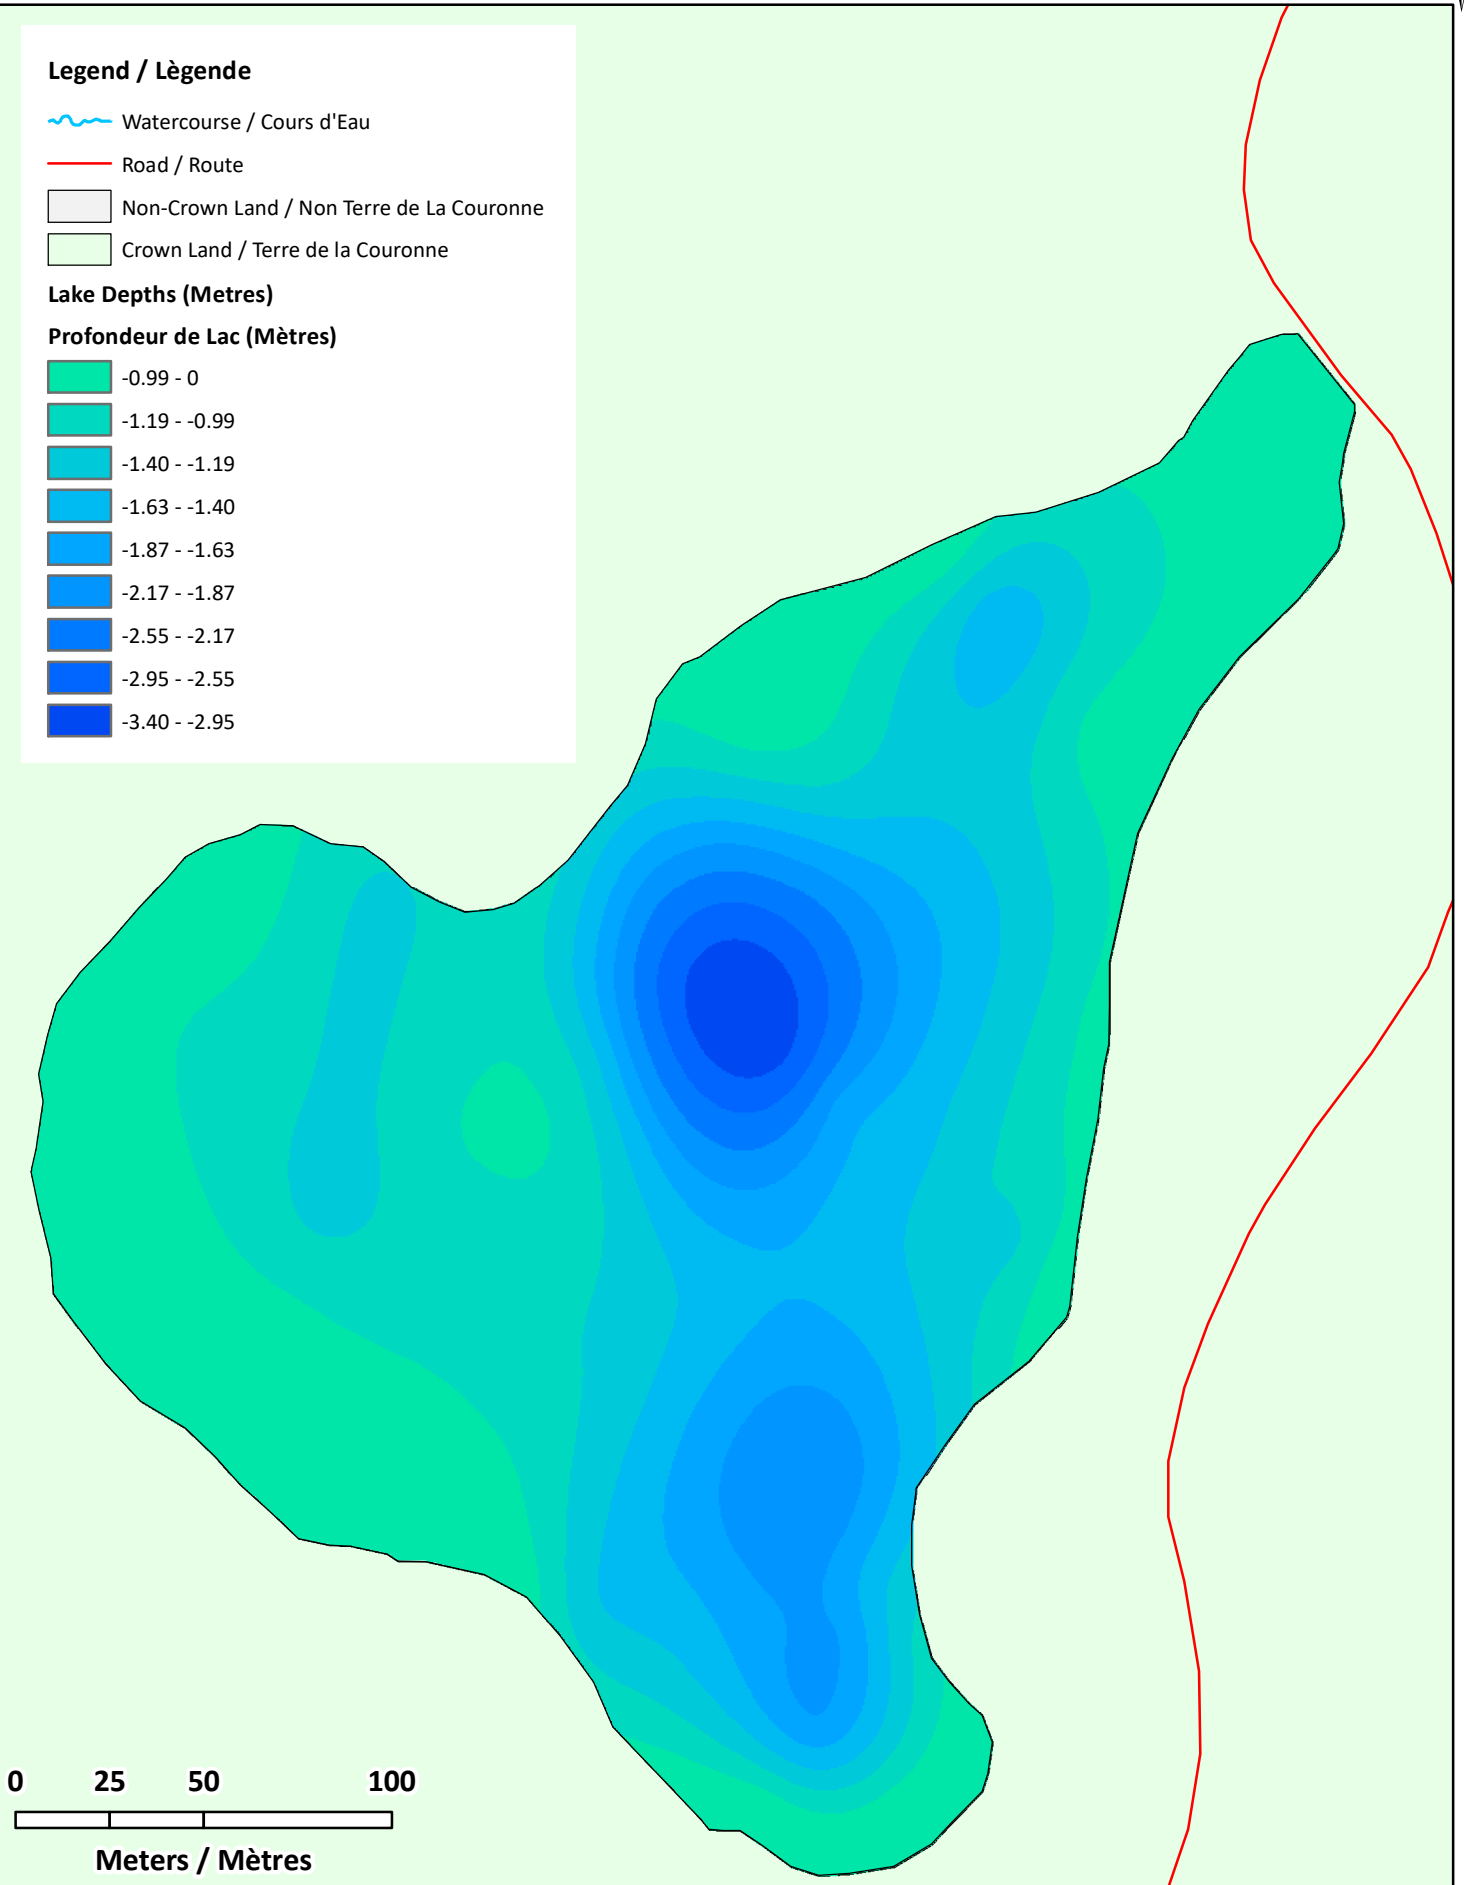 Legend / Lègende
Watercourse / Cours d'Eau
Road / Route
Non-Crown Land / Non Terre de La Couronne
Crown Land / Terre de la Couronne
Lake Depths (Metres)
Profondeur de Lac (Mètres)
-0.99 - 0
-1.19 - -0.99
-1.40 - -1.19
-1.63 - -1.40
-1.87 - -1.63
-2.17 - -1.87
-2.55 - -2.17
-2.95 - -2.55
-3.40 - -2.95
0 25 50 100
Meters / Mètres